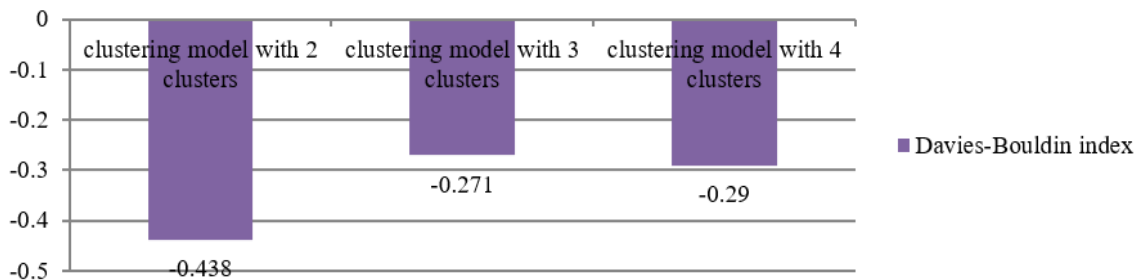 0
clustering model with 2 clusters
clustering model with 3 clusters
clustering model with 4 clusters
-0.1
-0.2
-0.3
-0.4
-0.5
-0.438
-0.271
-0.29
Davies-Bouldin index